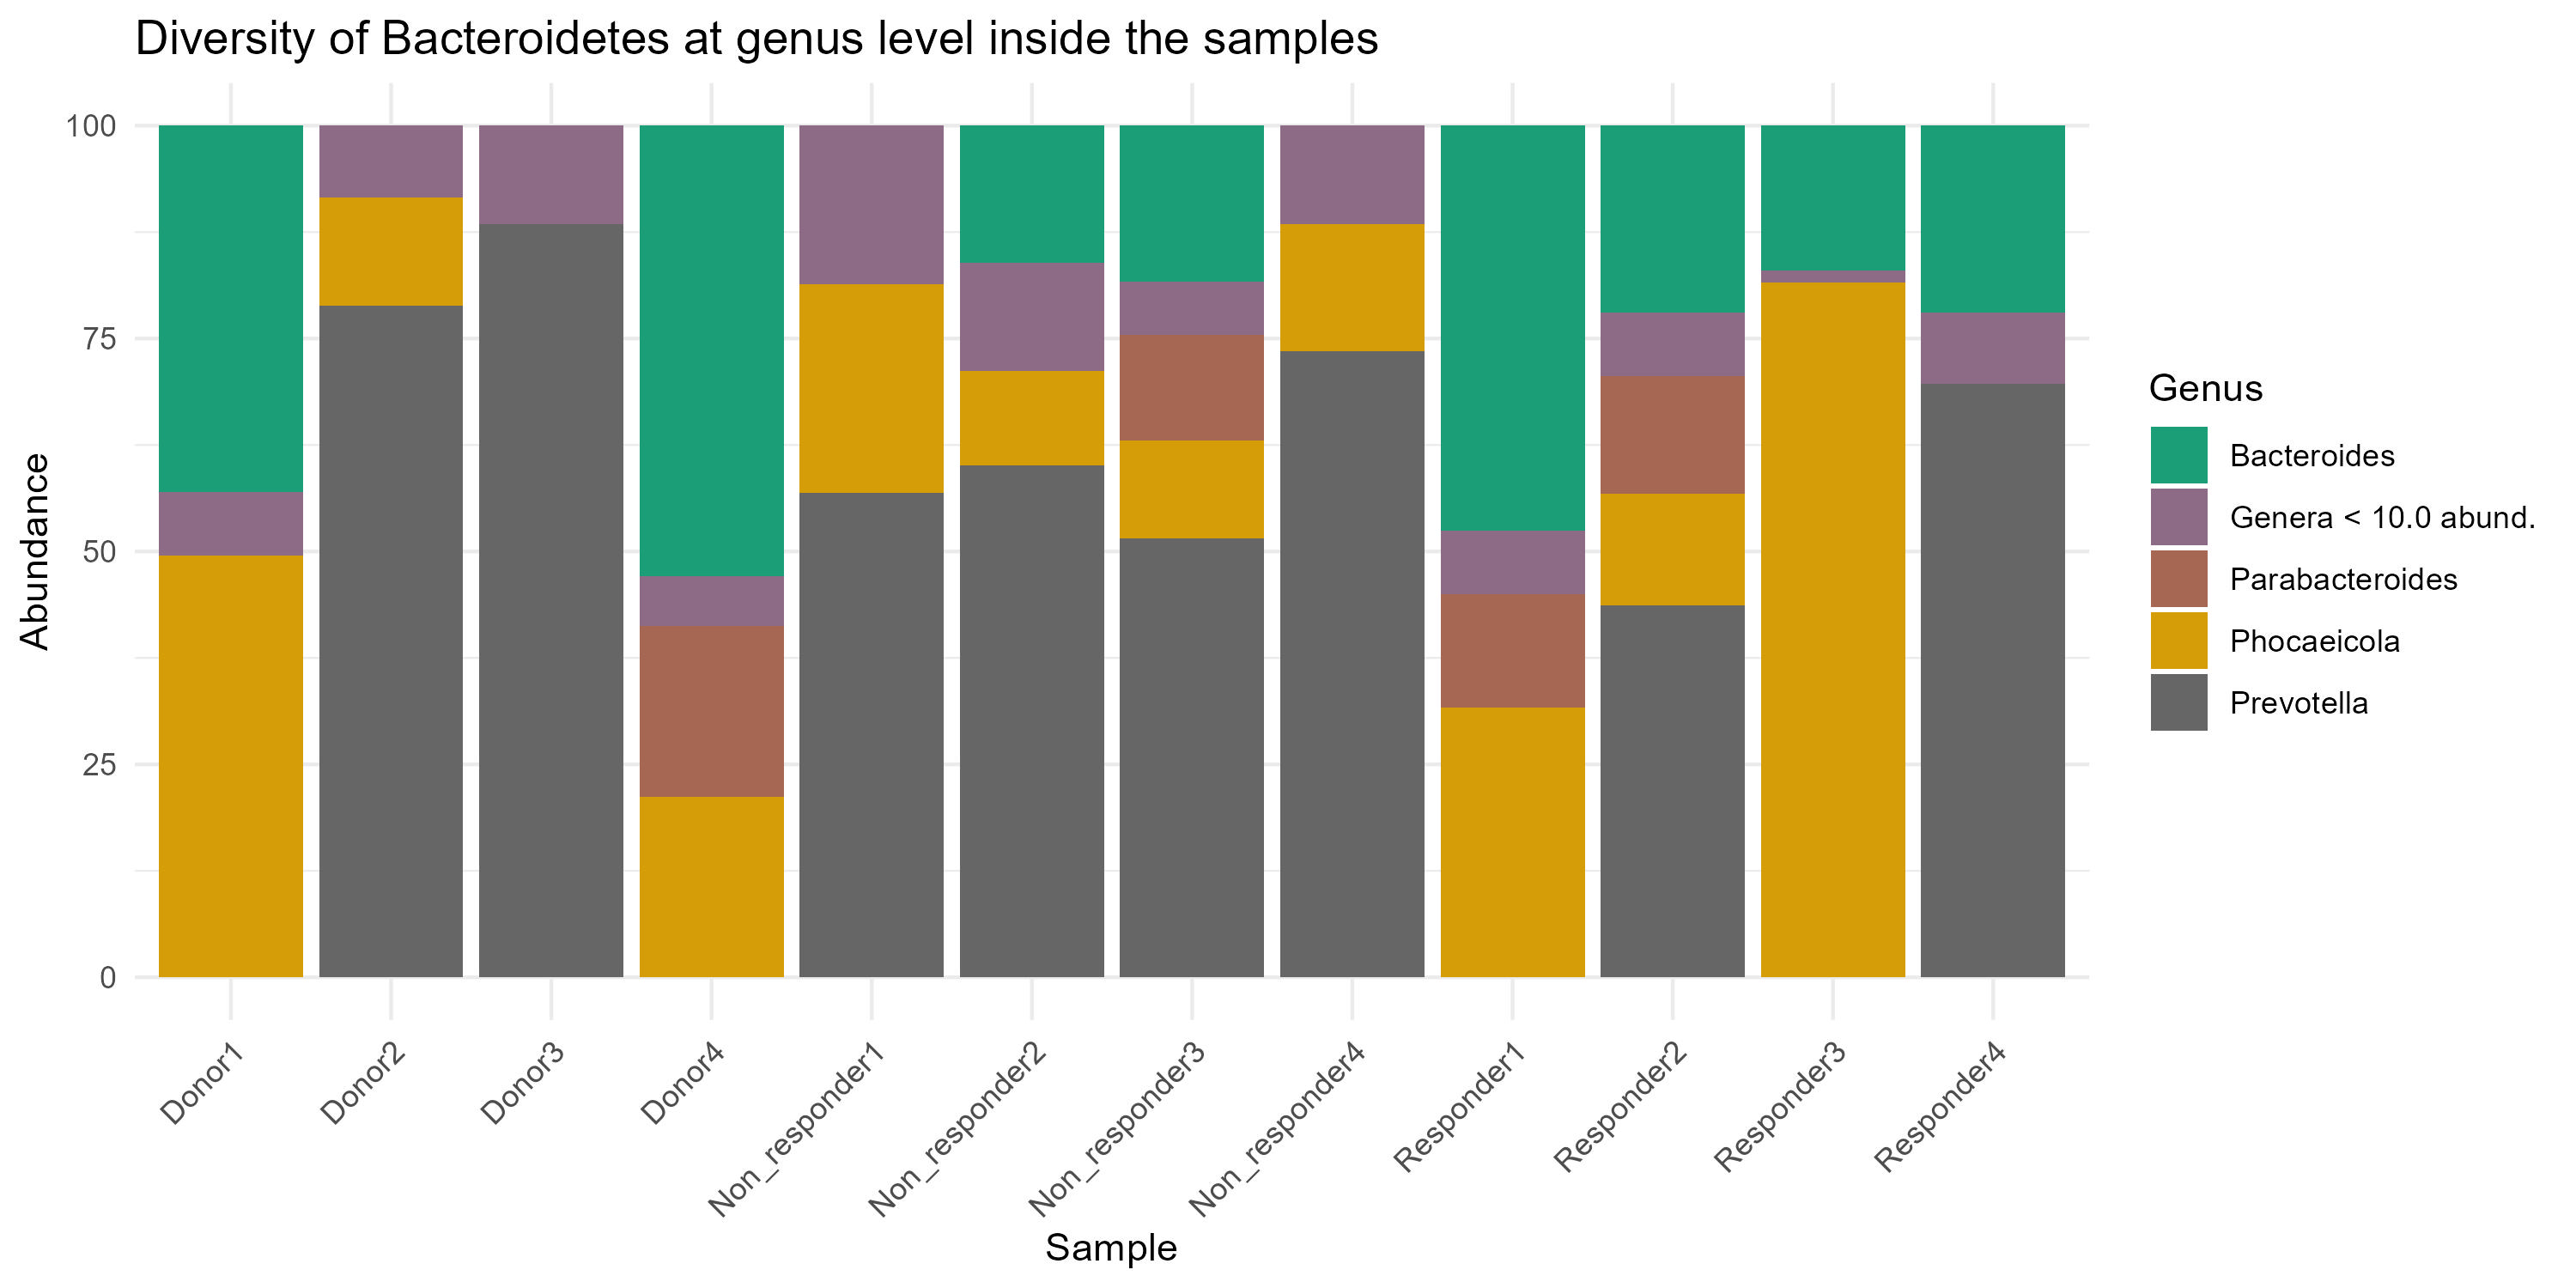 Diversity of Bacteroidetes at genus level inside the samples
Abundance
100
75
50
25
0
Donor1
Donor2
Donor3
Donor4
Non_responder1
Non_responder2
Non_responder3
Non_responder4
Responder1
Responder2
Responder3
Responder4
Sample
Genus
Bacteroides
Genera < 10.0 abund.
Parabacteroides
Phocaeicola
Prevotella